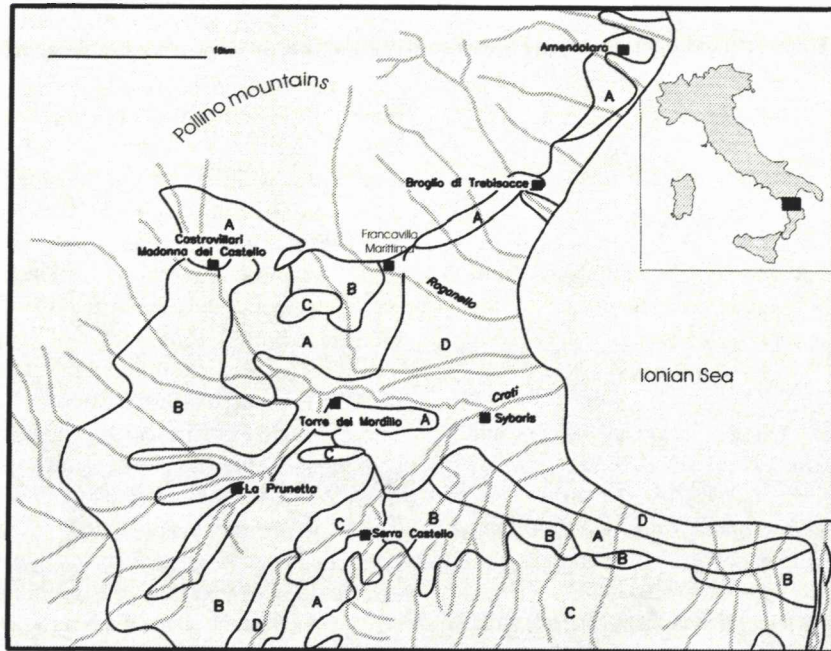 Amendolara
10km
Pollino mountains
A
Broglio di Trebisacce
A
A
Castrovillari
Madonna del Castello
Francavilla
Marittima
B
Raganello
C
A
D
Ionian Sea
B
Crati
Torre del Mordillo
A
Sybaris
C
La Prunetta
C
B
D
Serra Castello
B
A
B
B
B
A
C
D